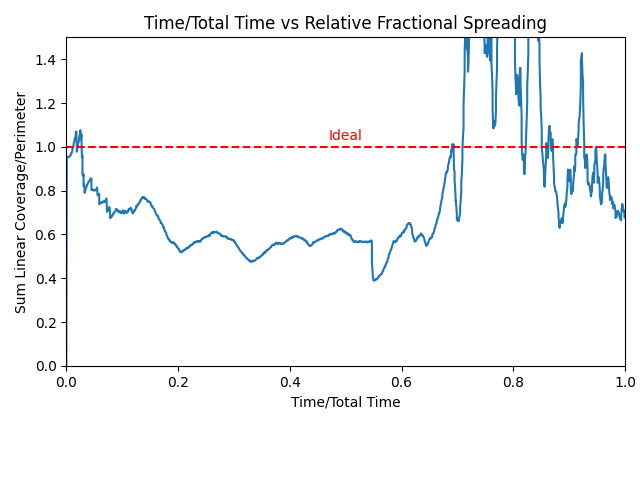 Time/Total Time vs Relative Fractional Spreading
Sum Linear Coverage/Perimeter
1.4
1.2
1.0
0.8
0.6
0.4
0.2
0.0
Ideal
0.0 0.2 0.4 0.6 0.8 1.0
Time/Total Time